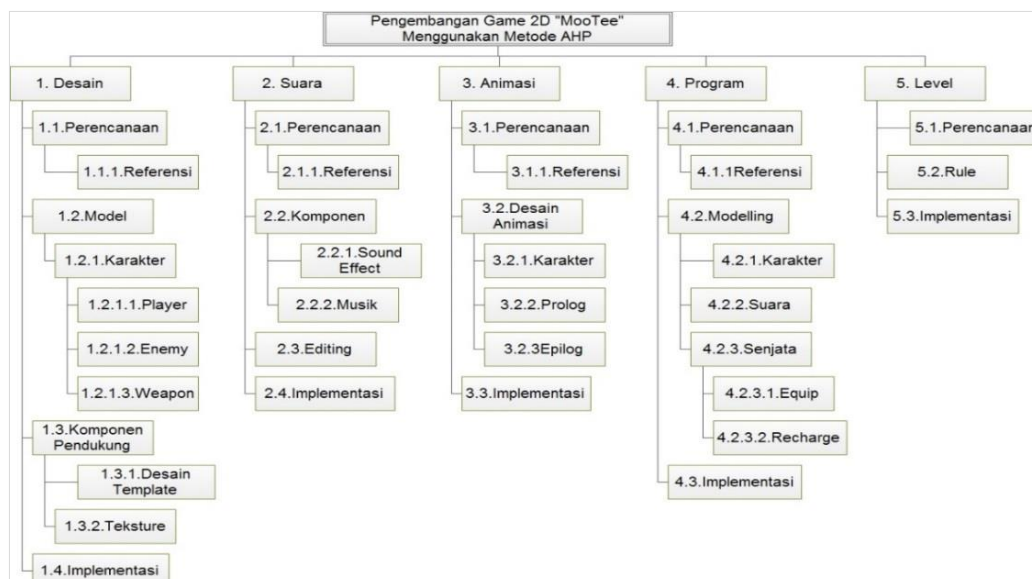 Pengembangan Game 2D "MooTee"
Menggunakan Metode AHP
1. Desain
1.1.Perencanaan
1.1.1.Referensi
1.2.Model
1.2.1.Karakter
1.2.1.1.Player
1.2.1.2.Enemy
1.2.1.3.Weapon
1.3.Komponen
Pendukung
1.3.1.Desain
Template
1.3.2.Teksture
1.4.Implementasi
2. Suara
2.1.Perencanaan
2.1.1.Referensi
2.2.Komponen
2.2.1.Sound
Effect
2.2.2.Musik
2.3.Editing
2.4.Implementasi
3. Animasi
3.1.Perencanaan
3.1.1.Referensi
3.2.Desain
Animasi
3.2.1.Karakter
3.2.2.Prolog
3.2.3Epilog
3.3.Implementasi
4. Program
4.1.Perencanaan
4.1.1Referensi
4.2.Modelling
4.2.1.Karakter
4.2.2.Suara
4.2.3.Senjata
4.2.3.1.Equip
4.2.3.2.Recharge
4.3.Implementasi
5. Level
5.1.Perencanaan
5.2.Rule
5.3.Implementasi